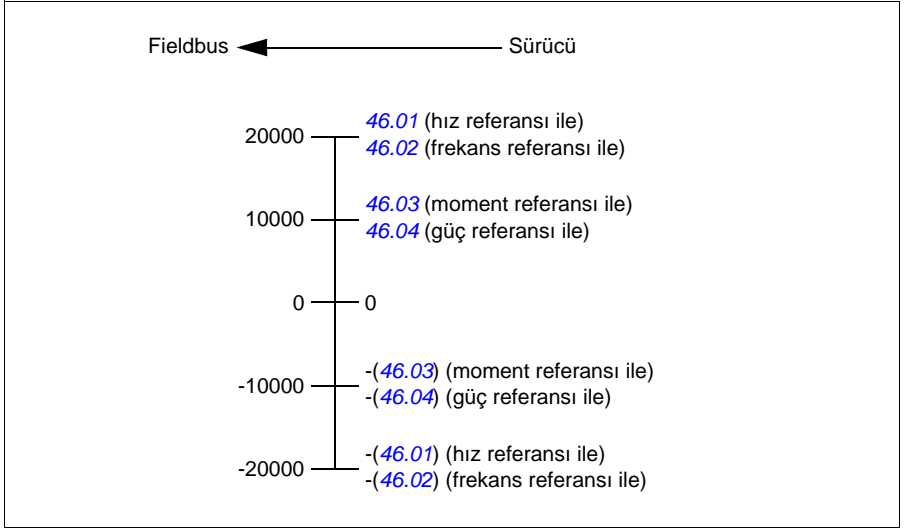 Fieldbus Sürücü
46.01 (hız referansı ile)
20000
46.02 (frekans referansı ile)
46.03 (moment referansı ile)
10000
46.04 (güç referansı ile)
0 0
-(46.03) (moment referansı ile)
-10000
-(46.04) (güç referansı ile)
-(46.01) (hız referansı ile)
-20000
-(46.02) (frekans referansı ile)